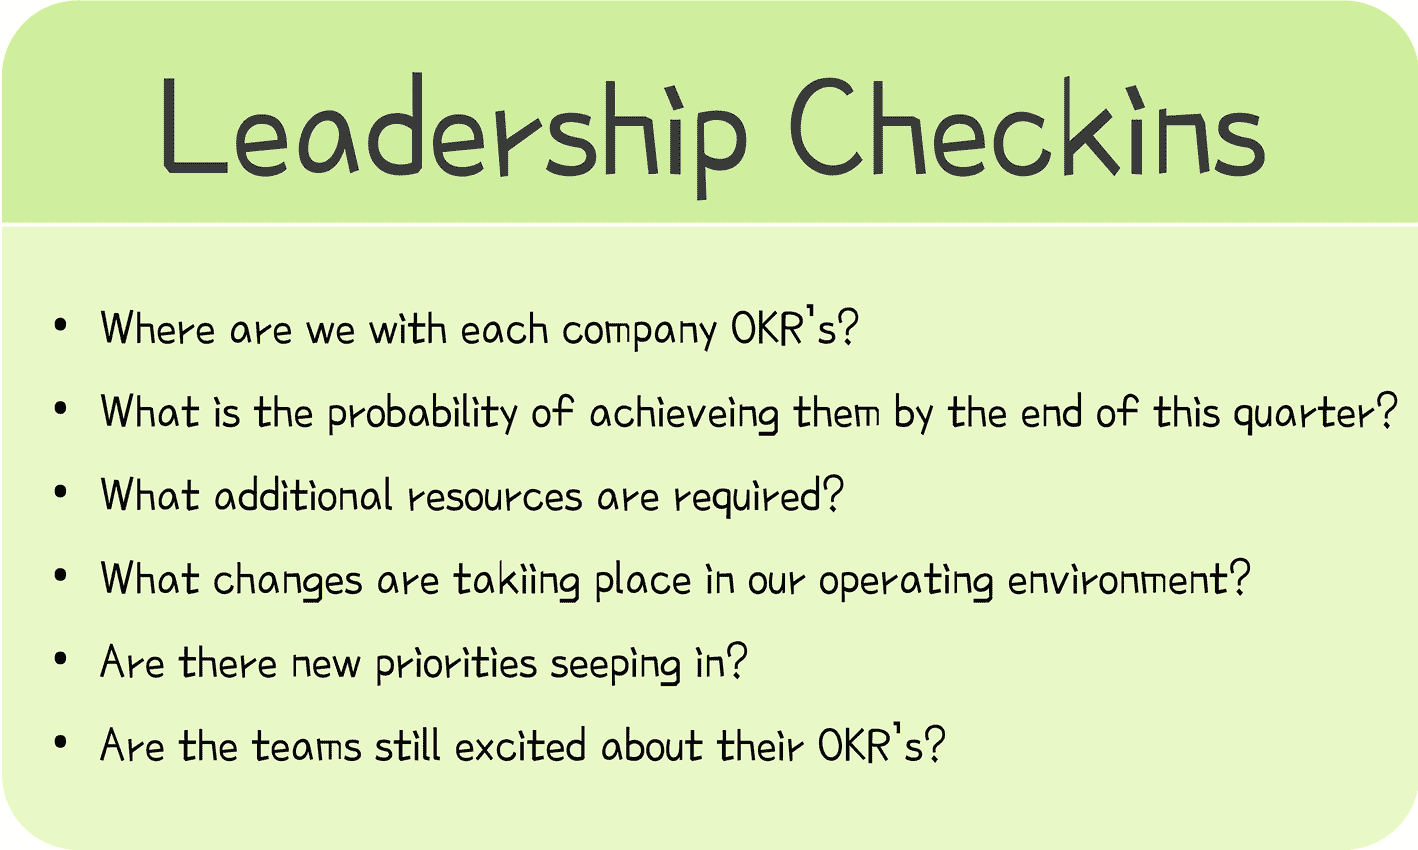 Leadership Checkins
• Where are we with each company OKR's?
• What is the probability of achieveing them by the end of this quarter?
• What additional resources are required?
• What changes are takiing place in our operating environment?
• Are there new priorities seeping in?
• Are the teams still excited about their OKR's?